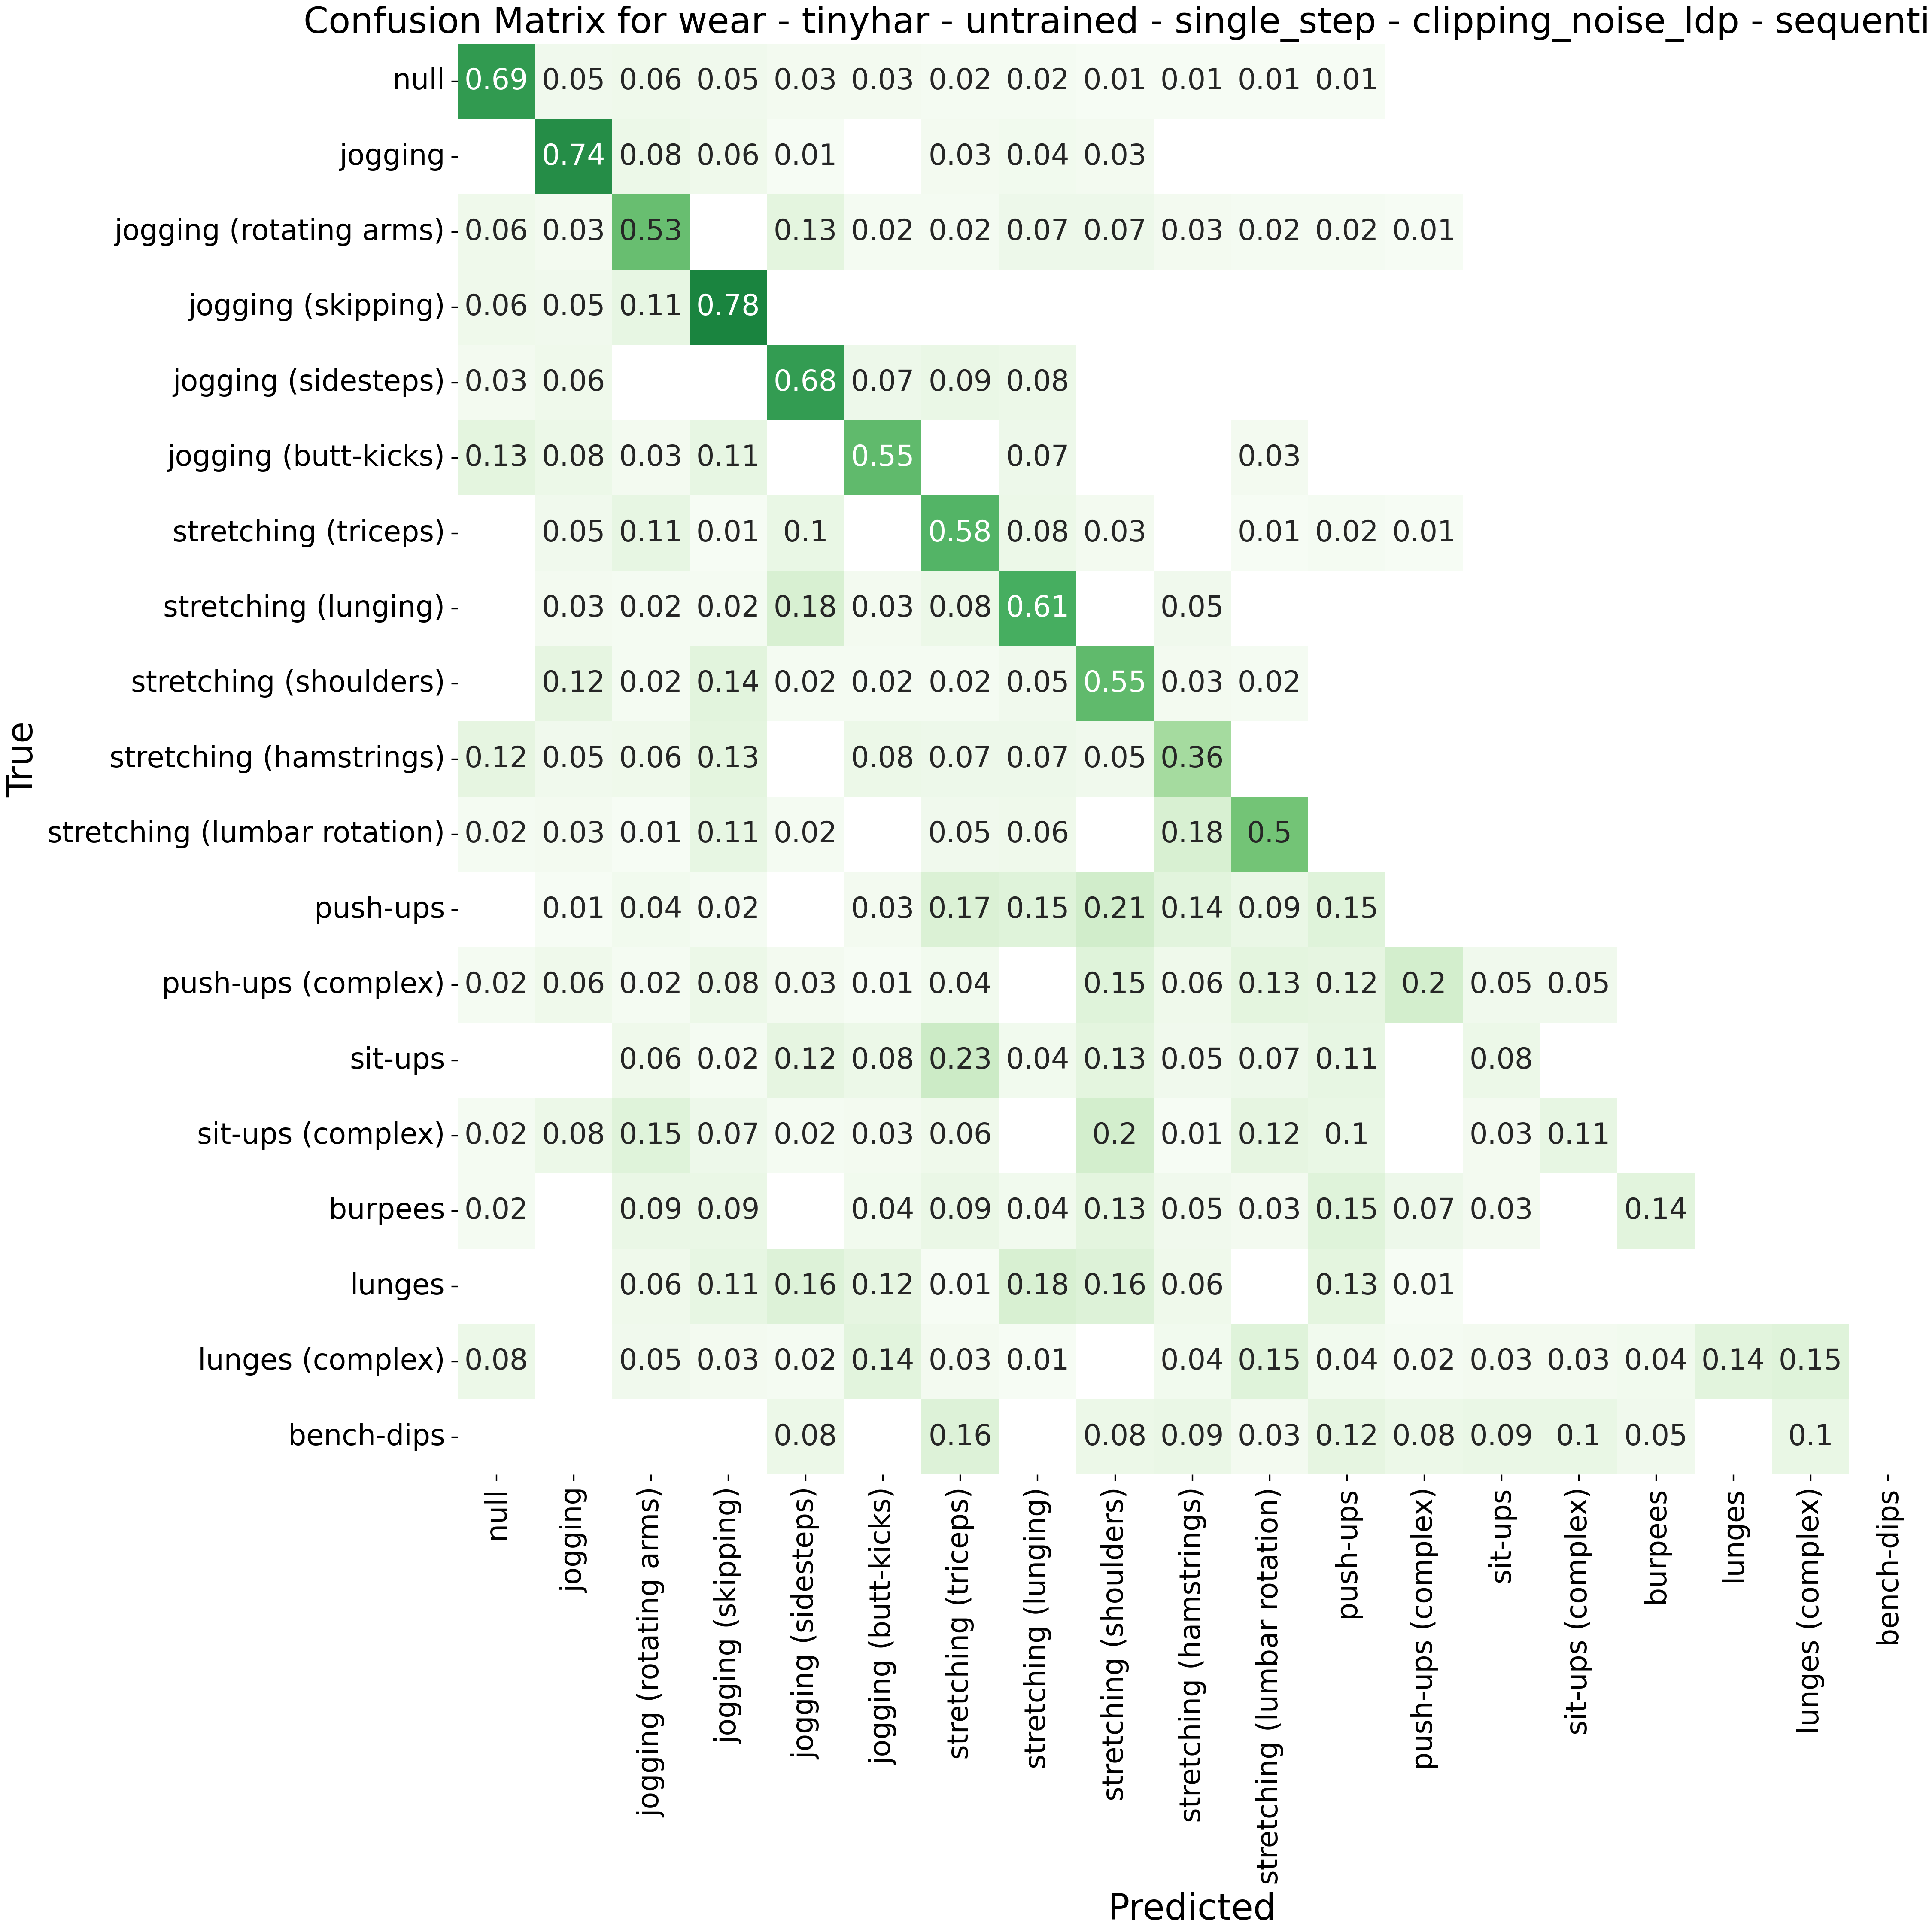 Confusion Matrix for wear - tinyhar - untrained - single_step - clipping_noise_ldp - sequenti
null 0.69 0.05 0.06 0.05 0.03 0.03 0.02 0.02 0.01 0.01 0.01 0.01
jogging 0.74 0.08 0.06 0.01 0.03 0.04 0.03
jogging (rotating arms) 0.06 0.03 0.53 0.13 0.02 0.02 0.07 0.07 0.03 0.02 0.02 0.01
jogging (skipping) 0.06 0.05 0.11 0.78
jogging (sidesteps) 0.03 0.06 0.68 0.07 0.09 0.08
jogging (butt-kicks) 0.13 0.08 0.03 0.11 0.55 0.07 0.03
stretching (triceps) 0.05 0.11 0.01 0.1 0.58 0.08 0.03 0.01 0.02 0.01
stretching (lunging) 0.03 0.02 0.02 0.18 0.03 0.08 0.61 0.05
stretching (shoulders) 0.12 0.02 0.14 0.02 0.02 0.02 0.05 0.55 0.03 0.02
stretching (hamstrings) 0.12 0.05 0.06 0.13 0.08 0.07 0.07 0.05 0.36
stretching (lumbar rotation) 0.02 0.03 0.01 0.11 0.02 0.05 0.06 0.18 0.5
push-ups 0.01 0.04 0.02 0.03 0.17 0.15 0.21 0.14 0.09 0.15
push-ups (complex) 0.02 0.06 0.02 0.08 0.03 0.01 0.04 0.15 0.06 0.13 0.12 0.2 0.05 0.05
sit-ups 0.06 0.02 0.12 0.08 0.23 0.04 0.13 0.05 0.07 0.11 0.08
sit-ups (complex) 0.02 0.08 0.15 0.07 0.02 0.03 0.06 0.2 0.01 0.12 0.1 0.03 0.11
burpees 0.02 0.09 0.09 0.04 0.09 0.04 0.13 0.05 0.03 0.15 0.07 0.03 0.14
lunges 0.06 0.11 0.16 0.12 0.01 0.18 0.16 0.06 0.13 0.01
lunges (complex) 0.08 0.05 0.03 0.02 0.14 0.03 0.01 0.04 0.15 0.04 0.02 0.03 0.03 0.04 0.14 0.15
bench-dips 0.08 0.16 0.08 0.09 0.03 0.12 0.08 0.09 0.1 0.05 0.1
True
null
jogging
jogging (rotating arms)
jogging (skipping)
jogging (sidesteps)
jogging (butt-kicks)
stretching (triceps)
stretching (lunging)
stretching (shoulders)
stretching (hamstrings)
stretching (lumbar rotation)
push-ups
push-ups (complex)
sit-ups
sit-ups (complex)
burpees
lunges
lunges (complex)
bench-dips
Predicted